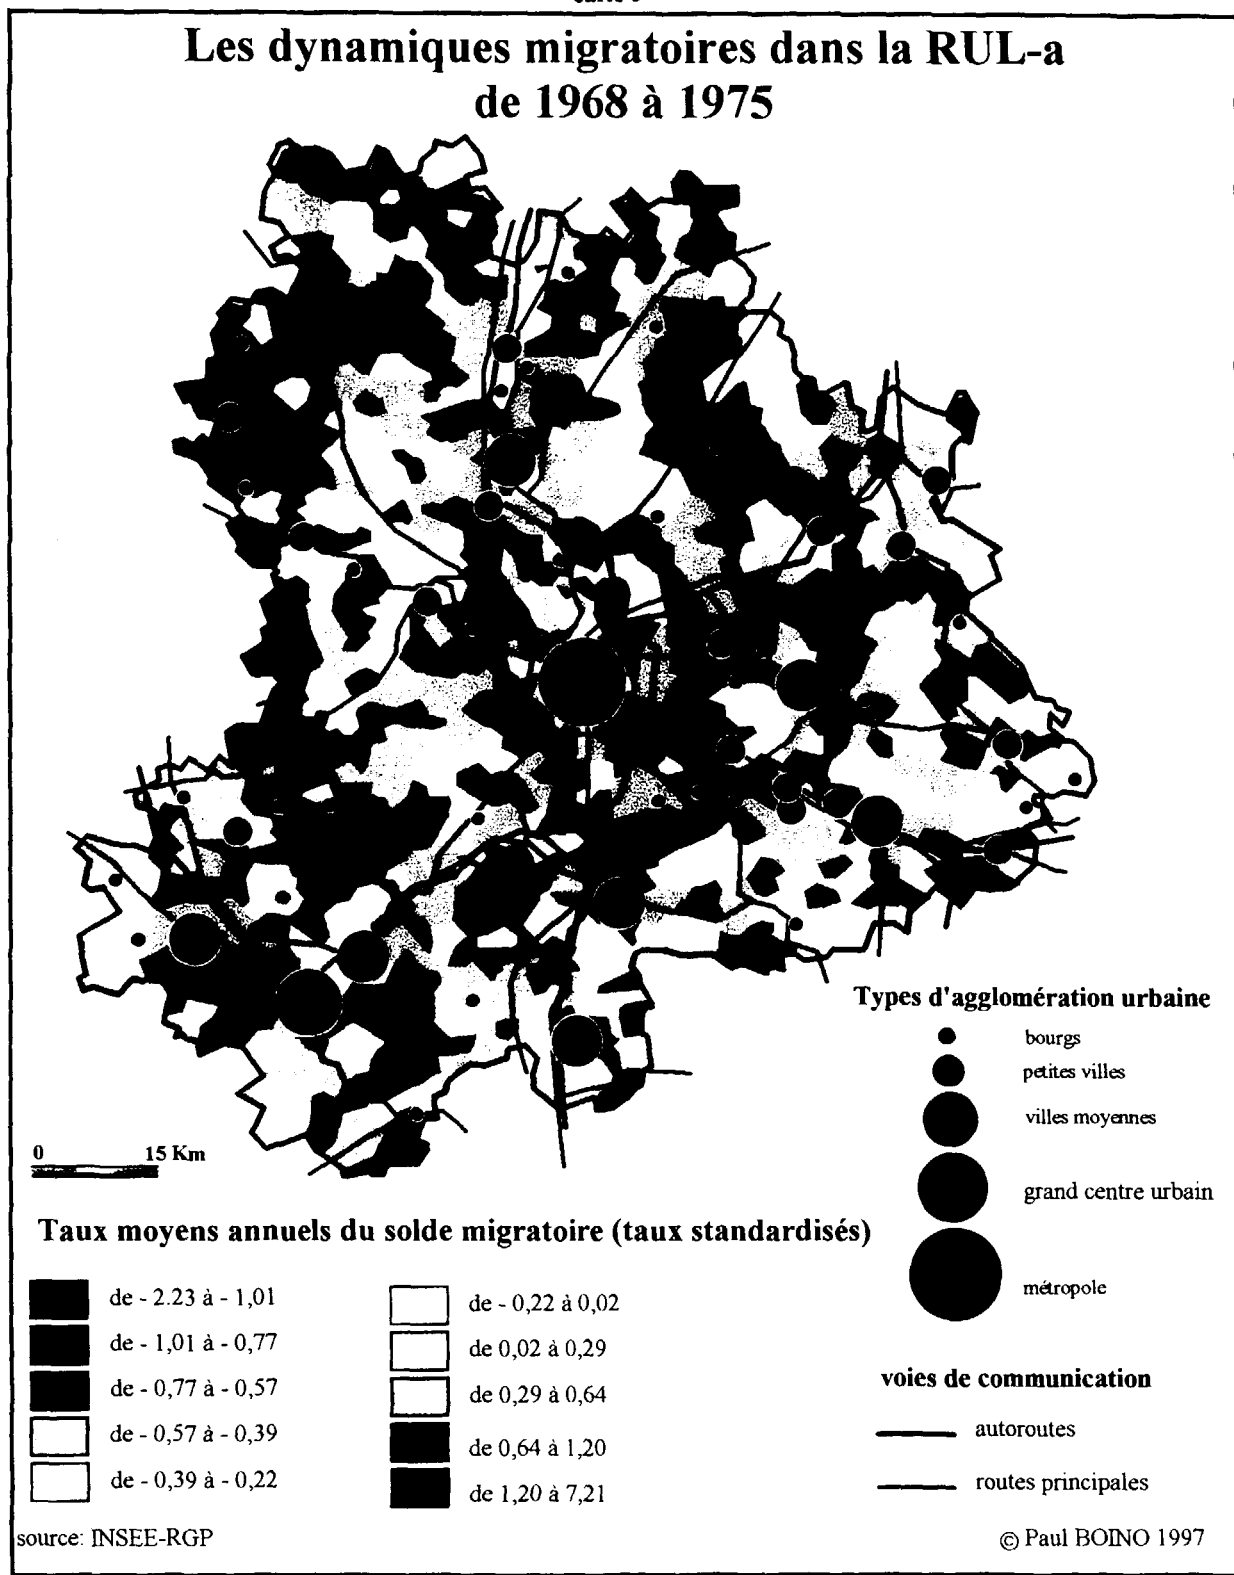 Les dynamiques migratoires dans la RUL-a
de 1968 à 1975
Types d'agglomération urbaine
bourgs
petites villes
villes moyennes
grand centre urbain
métropole
0 15 Km
Taux moyens annuels du solde migratoire (taux standardisés)
de - 2.23 à - 1,01
de - 1,01 à - 0,77
de - 0,77 à - 0,57
de - 0,57 à - 0,39
de - 0,39 à - 0,22
de - 0,22 à 0,02
de 0,02 à 0,29
de 0,29 à 0,64
de 0,64 à 1,20
de 1,20 à 7,21
voies de communication
autoroutes
routes principales
source: INSEE-RGP
© Paul BOINO 1997